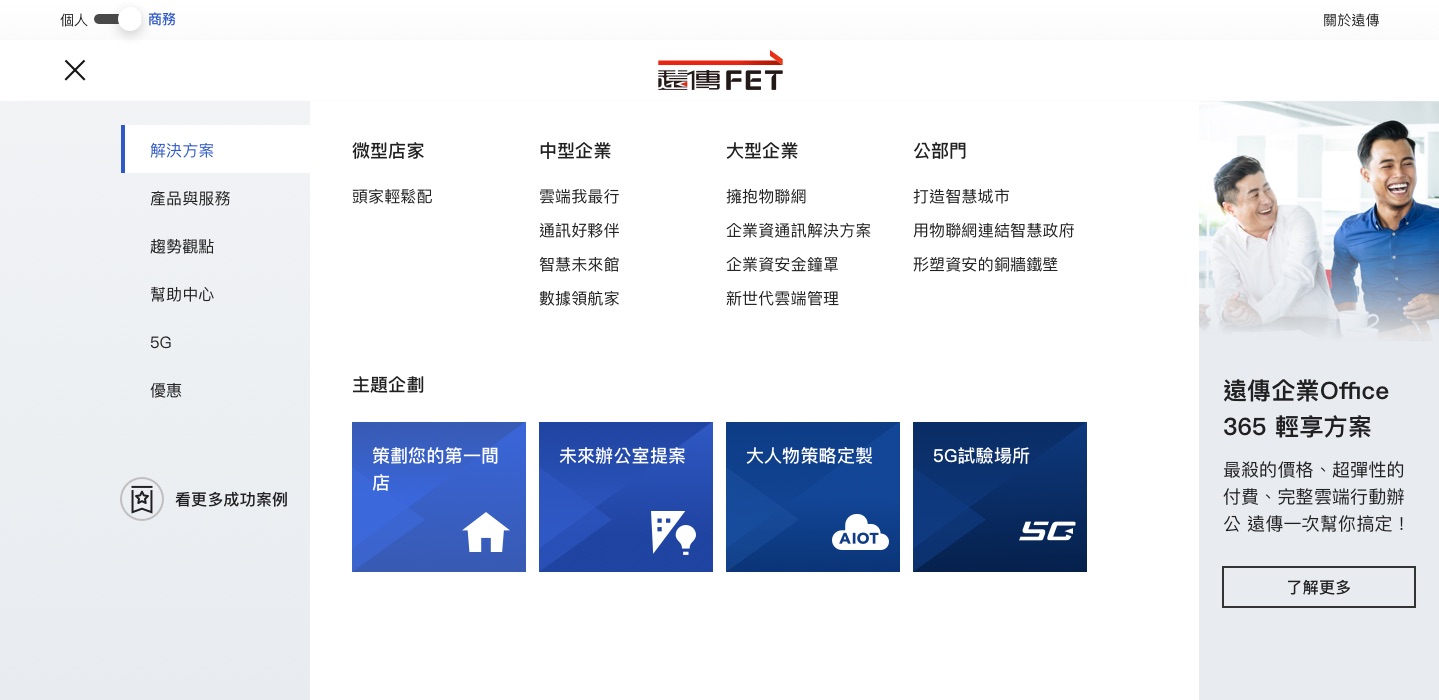 個人 商務
關於遠傳
遠傳FET
解決方案
產品與服務
趨勢觀點
幫助中心
5G
優惠
看更多成功案例
微型店家
頭家輕鬆配
中型企業
雲端我最行
通訊好夥伴
智慧未來館
數據領航家
大型企業
擁抱物聯網
企業資通訊解決方案
企業資安金鐘罩
新世代雲端管理
公部門
打造智慧城市
用物聯網連結智慧政府
形塑資安的銅牆鐵壁
主題企劃
策劃您的第一間
店
未來辦公室提案
大人物策略定製
AIOT
5G試驗場所
5G
遠傳企業Office
365 輕享方案
最殺的價格、超彈性的
付費、完整雲端行動辦
公 遠傳一次幫你搞定！
了解更多